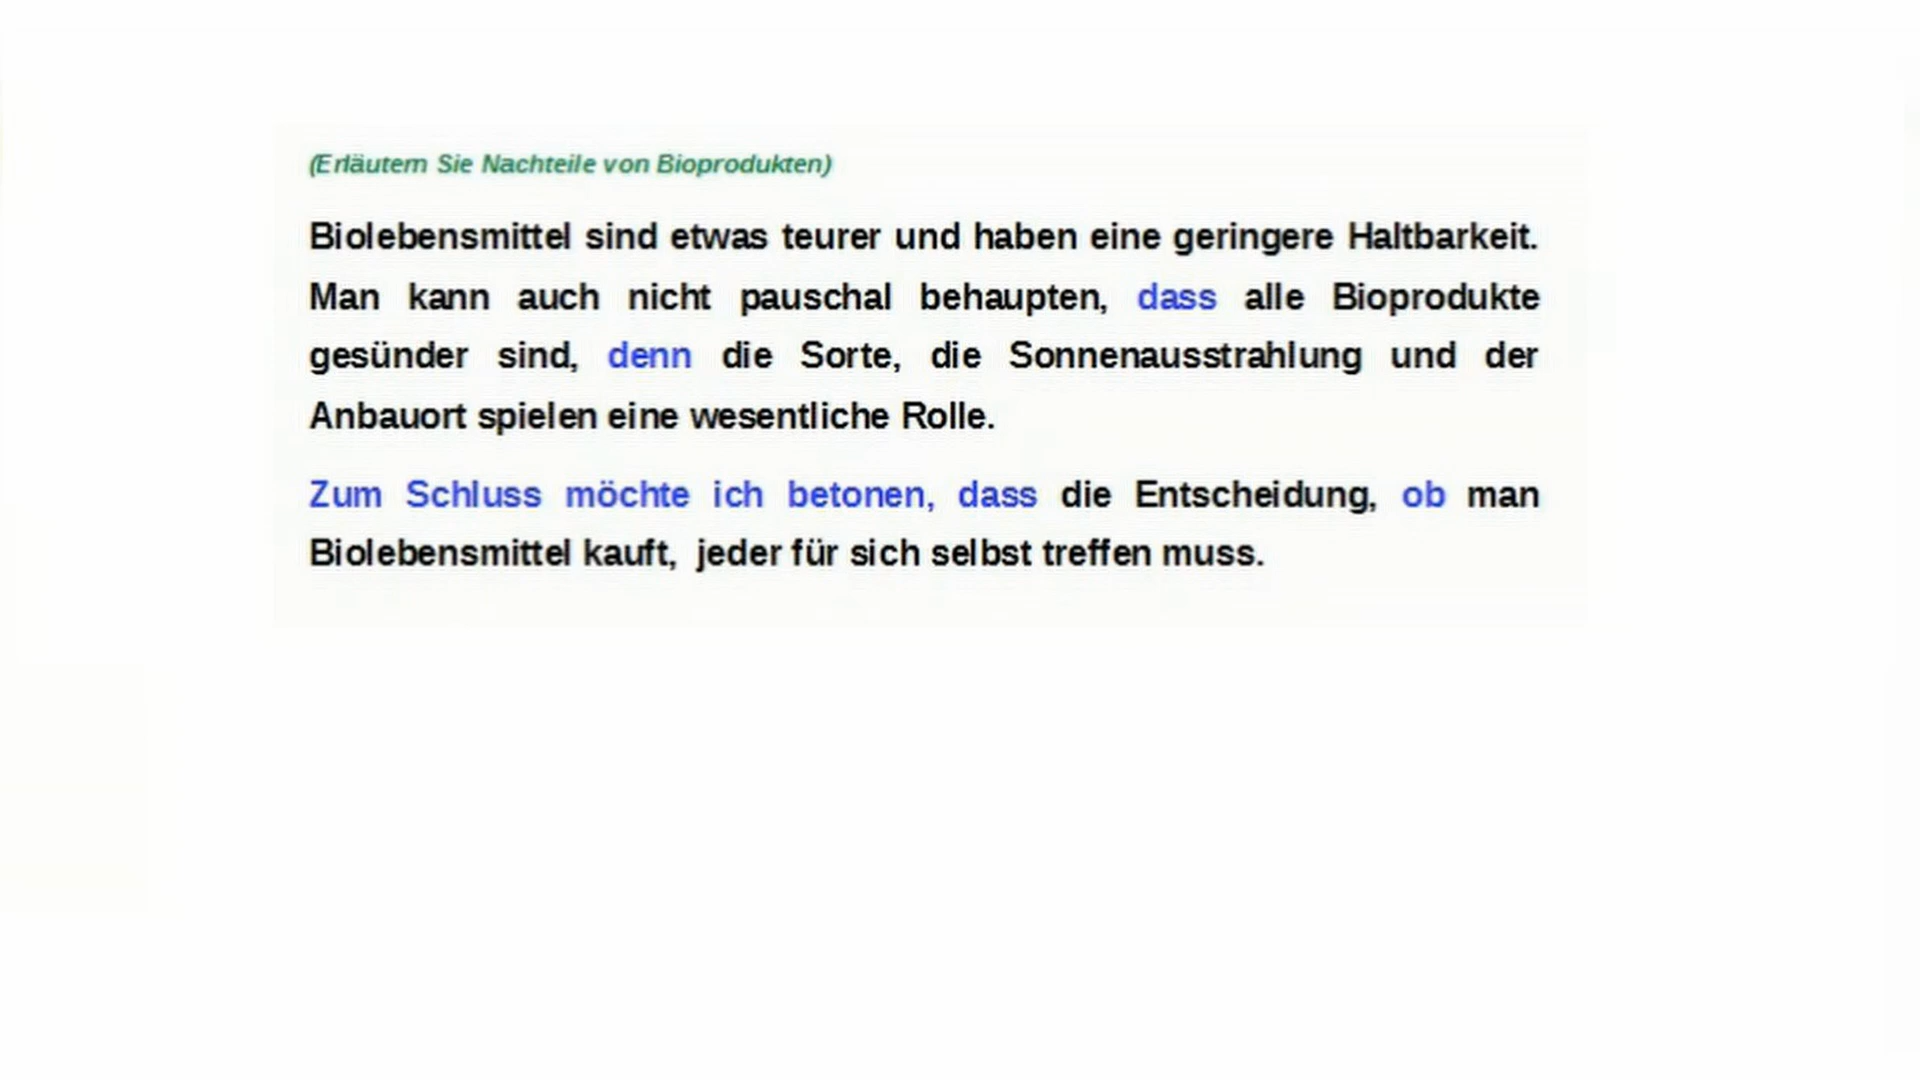 (Erläutern Sie Nachteile von Bioprodukten)
Biolebensmittel sind etwas teurer und haben eine geringere Haltbarkeit.
Man kann auch nicht pauschal behaupten, dass alle Bioprodukte
gesünder sind, denn die Sorte, die Sonnenausstrahlung und der
Anbauort spielen eine wesentliche Rolle.
Zum Schluss möchte ich betonen, dass die Entscheidung, ob man
Biolebensmittel kauft, jeder für sich selbst treffen muss.